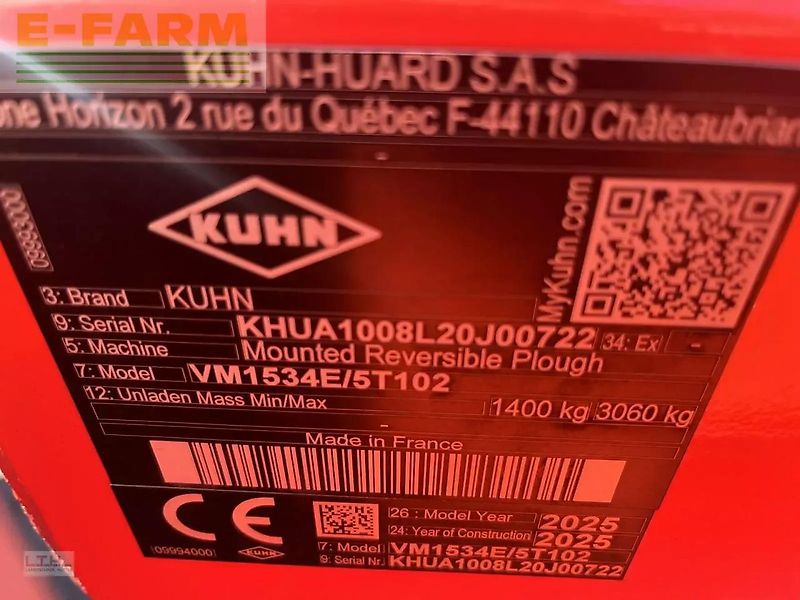 E-FARM
KUHN-HUARD S.A.S
one Horizon 2 rue du Québec F-44110 Châteaubrian
KUHN
MyKuhn.com
3: Brand KUHN
9: Serial Nr. KHUA1008L20J00722 34: Ex -
5: Machine Mounted Reversible Plough
7: Model VM1534E/5T102
12: Unladen Mass Min/Max 1400 kg 3060 kg
-
Made in France
CE
26 : Model Year 2025
24: Year of Construction 2025
7: Model VM1534E/5T102
9: Serial Nr. KHUA1008L20J00722
09994000 KUHN